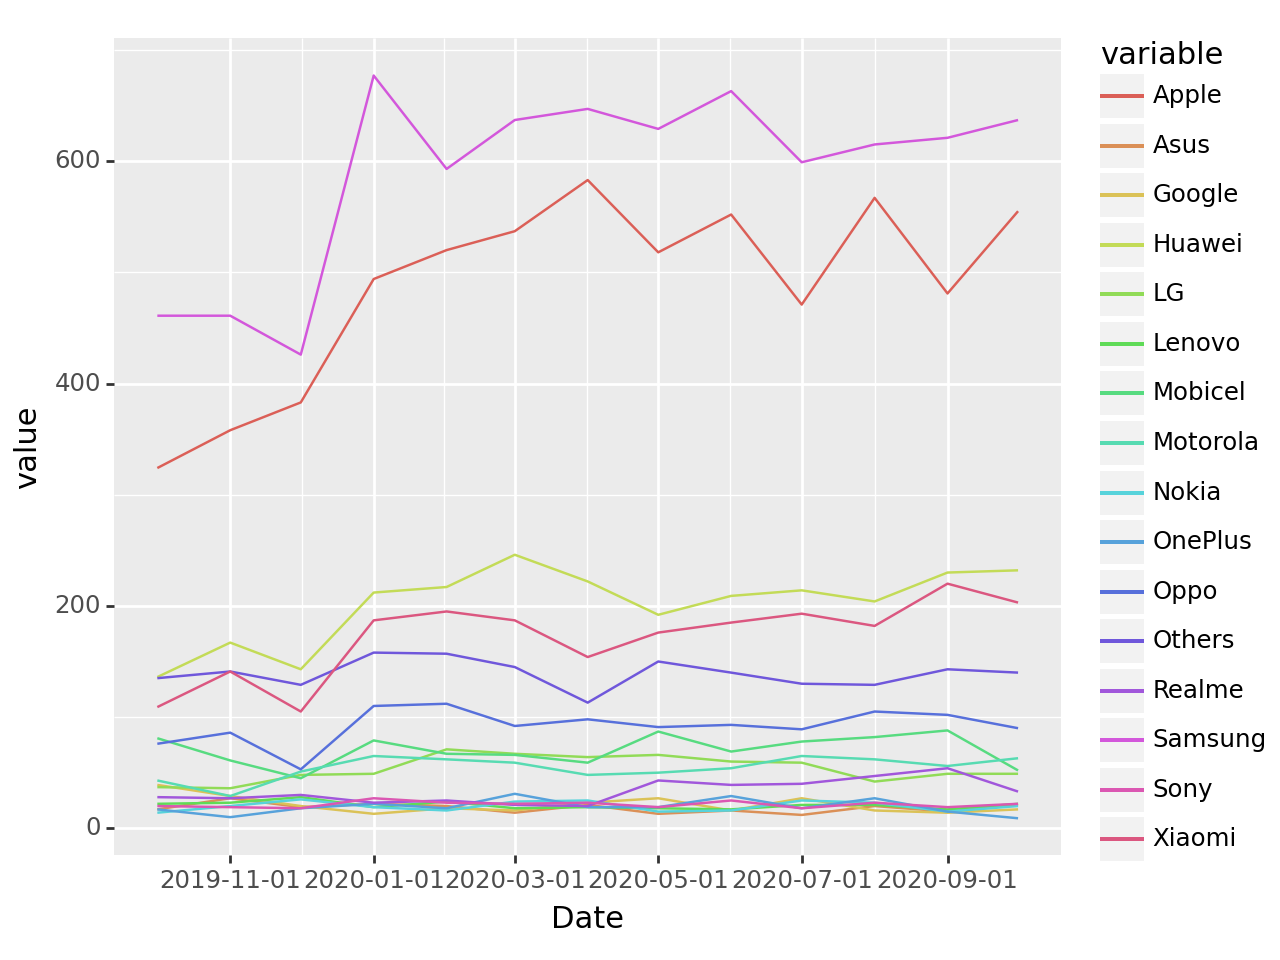 variable
Apple
Asus
Google
Huawei
LG
Lenovo
Mobicel
Motorola
Nokia
OnePlus
Oppo
Others
Realme
Samsung
Sony
Xiaomi
600
400
200
0
value
2019-11-01 2020-01-01 2020-03-01 2020-05-01 2020-07-01 2020-09-01
Date